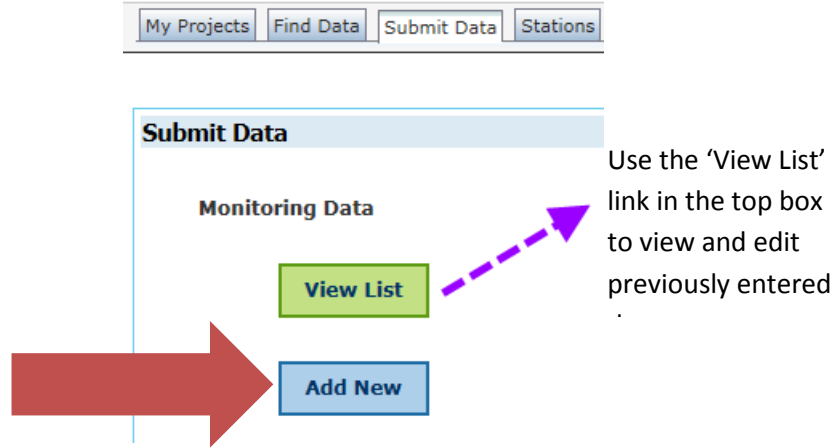 My Projects Find Data Submit Data Stations
Submit Data
Monitoring Data
View List
Add New
Use the ‘View List’
link in the top box
to view and edit
previously entered